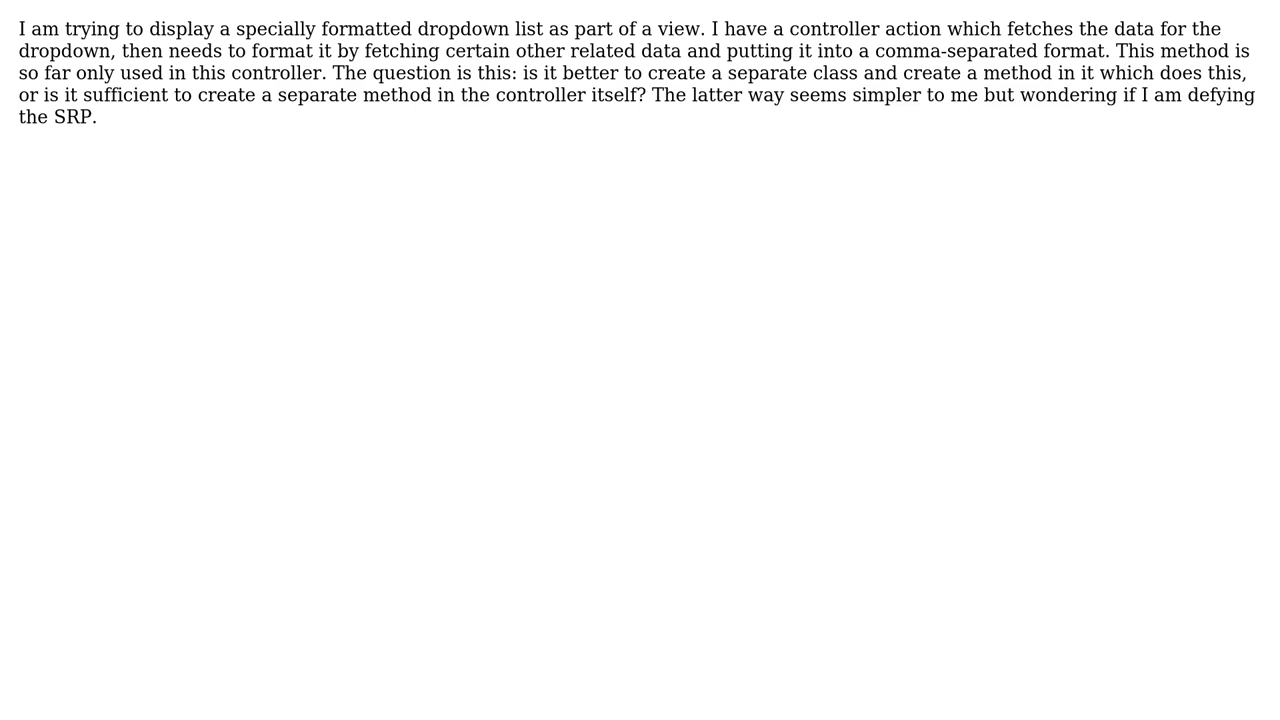 I am trying to display a specially formatted dropdown list as part of a view. I have a controller action which fetches the data for the
dropdown, then needs to format it by fetching certain other related data and putting it into a comma-separated format. This method is
so far only used in this controller. The question is this: is it better to create a separate class and create a method in it which does this,
or is it sufficient to create a separate method in the controller itself? The latter way seems simpler to me but wondering if I am defying
the SRP.